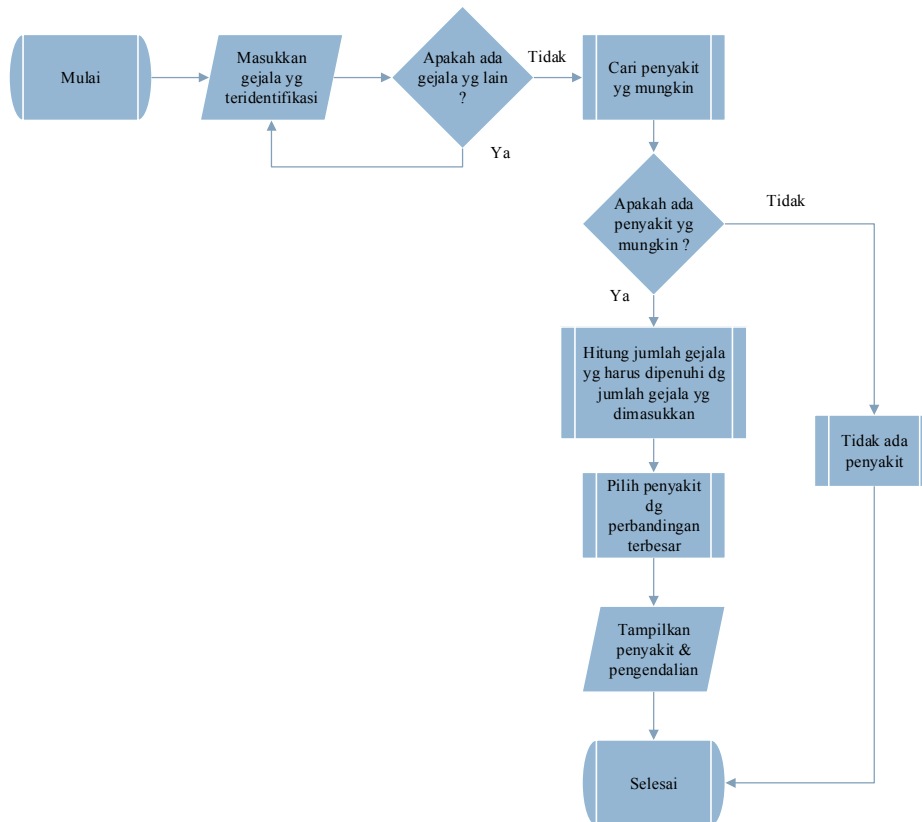 Mulai
Masukkan
gejala yg
teridentifikasi
Apakah ada
gejala yg lain
?
Tidak
Ya
Cari penyakit
yg mungkin
Apakah ada
penyakit yg
mungkin ?
Tidak
Ya
Hitung jumlah gejala
yg harus dipenuhi dg
jumlah gejala yg
dimasukkan
Tidak ada
penyakit
Pilih penyakit
dg
perbandingan
terbesar
Tampilkan
penyakit &
pengendalian
Selesai